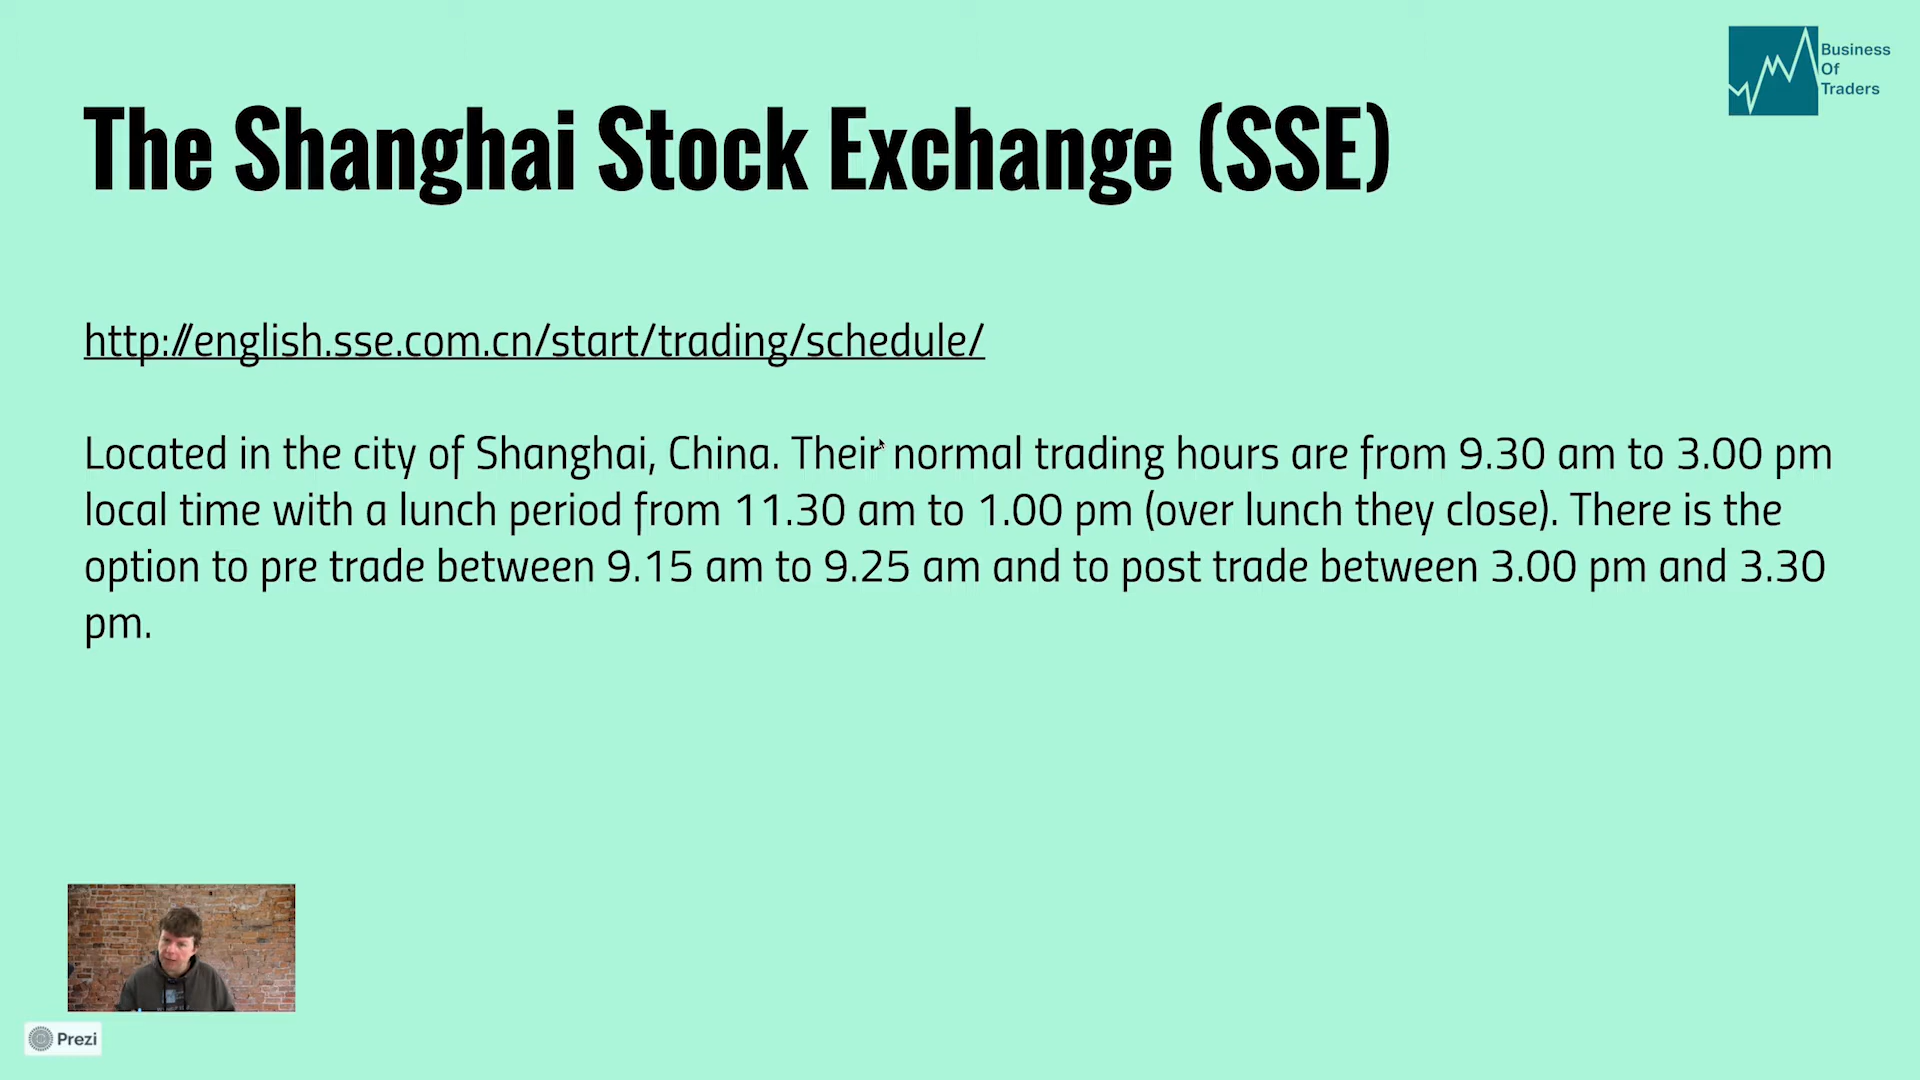 Business
Of
Traders
The Shanghai Stock Exchange (SSE)
http://english.sse.com.cn/start/trading/schedule/
Located in the city of Shanghai, China. Their normal trading hours are from 9.30 am to 3.00 pm
local time with a lunch period from 11.30 am to 1.00 pm (over lunch they close). There is the
option to pre trade between 9.15 am to 9.25 am and to post trade between 3.00 pm and 3.30
pm.
Prezi